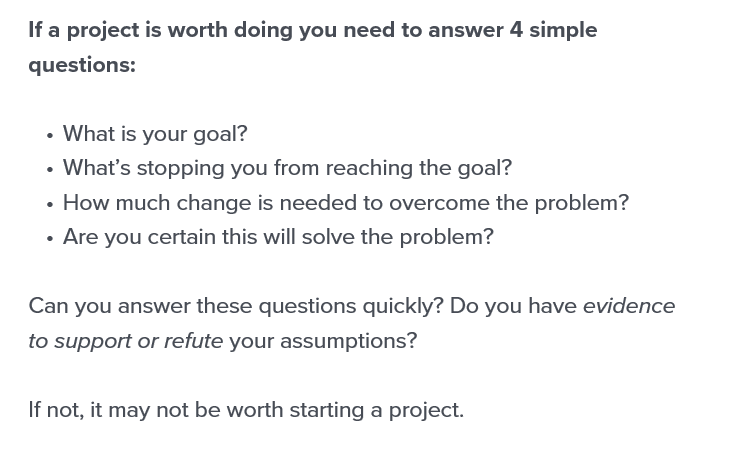 If a project is worth doing you need to answer 4 simple
questions:
• What is your goal?
• What’s stopping you from reaching the goal?
• How much change is needed to overcome the problem?
• Are you certain this will solve the problem?
Can you answer these questions quickly? Do you have evidence
to support or refute your assumptions?
If not, it may not be worth starting a project.